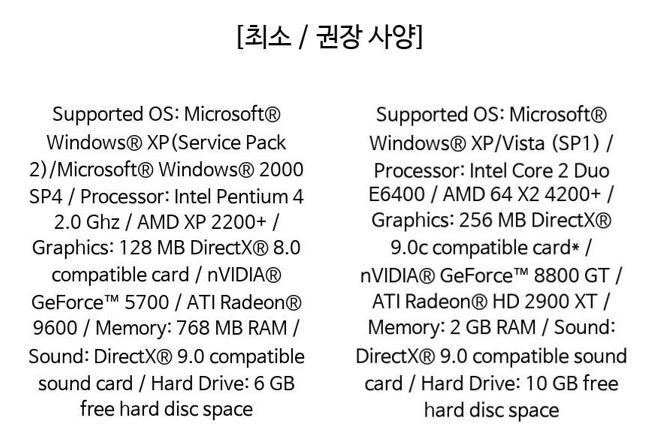 [최소 / 권장 사양]
Supported OS: Microsoft®
Windows® XP(Service Pack
2)/Microsoft® Windows® 2000
SP4 / Processor: Intel Pentium 4
2.0 Ghz / AMD XP 2200+ /
Graphics: 128 MB DirectX® 8.0
compatible card / nVIDIA®
GeForce™ 5700 / ATI Radeon®
9600 / Memory: 768 MB RAM /
Sound: DirectX® 9.0 compatible
sound card / Hard Drive: 6 GB
free hard disc space
Supported OS: Microsoft®
Windows® XP/Vista (SP1) /
Processor: Intel Core 2 Duo
E6400 / AMD 64 X2 4200+ /
Graphics: 256 MB DirectX®
9.0c compatible card* /
nVIDIA® GeForce™ 8800 GT /
ATI Radeon® HD 2900 XT /
Memory: 2 GB RAM / Sound:
DirectX® 9.0 compatible sound
card / Hard Drive: 10 GB free
hard disc space